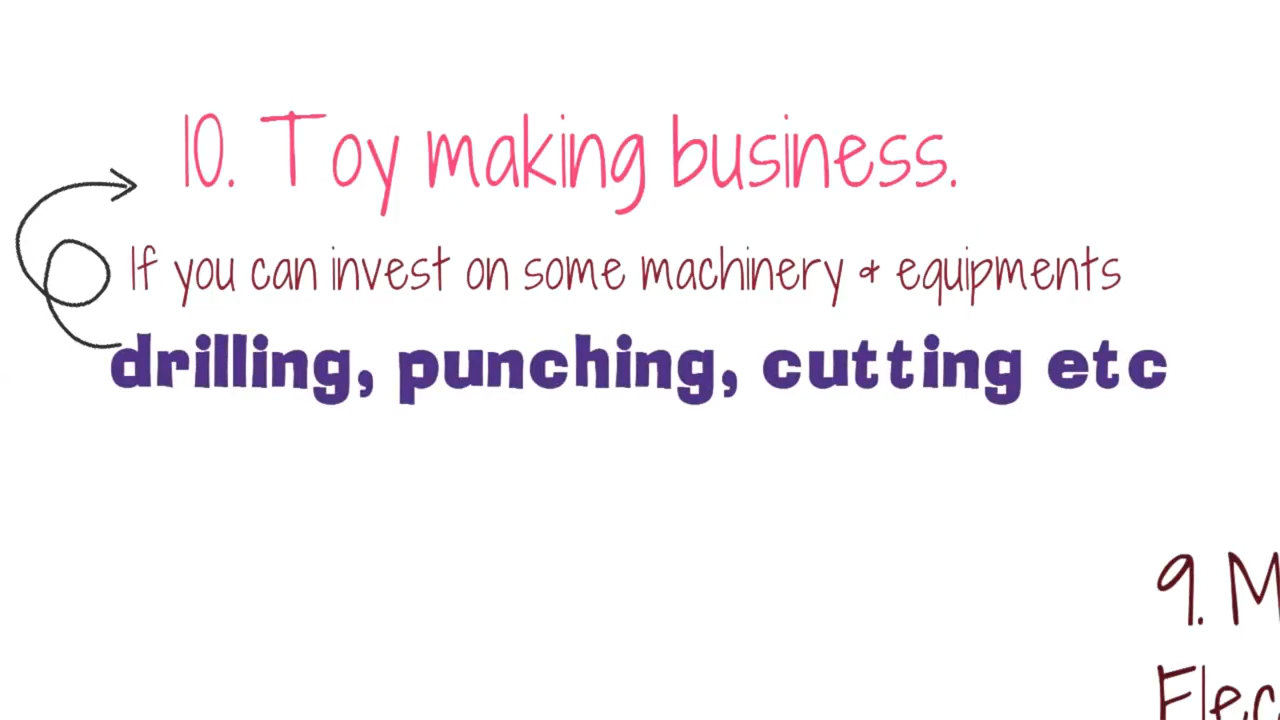 10. Toy making business.
If you can invest on some machinery & equipments
drilling, punching, cutting etc
9. M
Elec